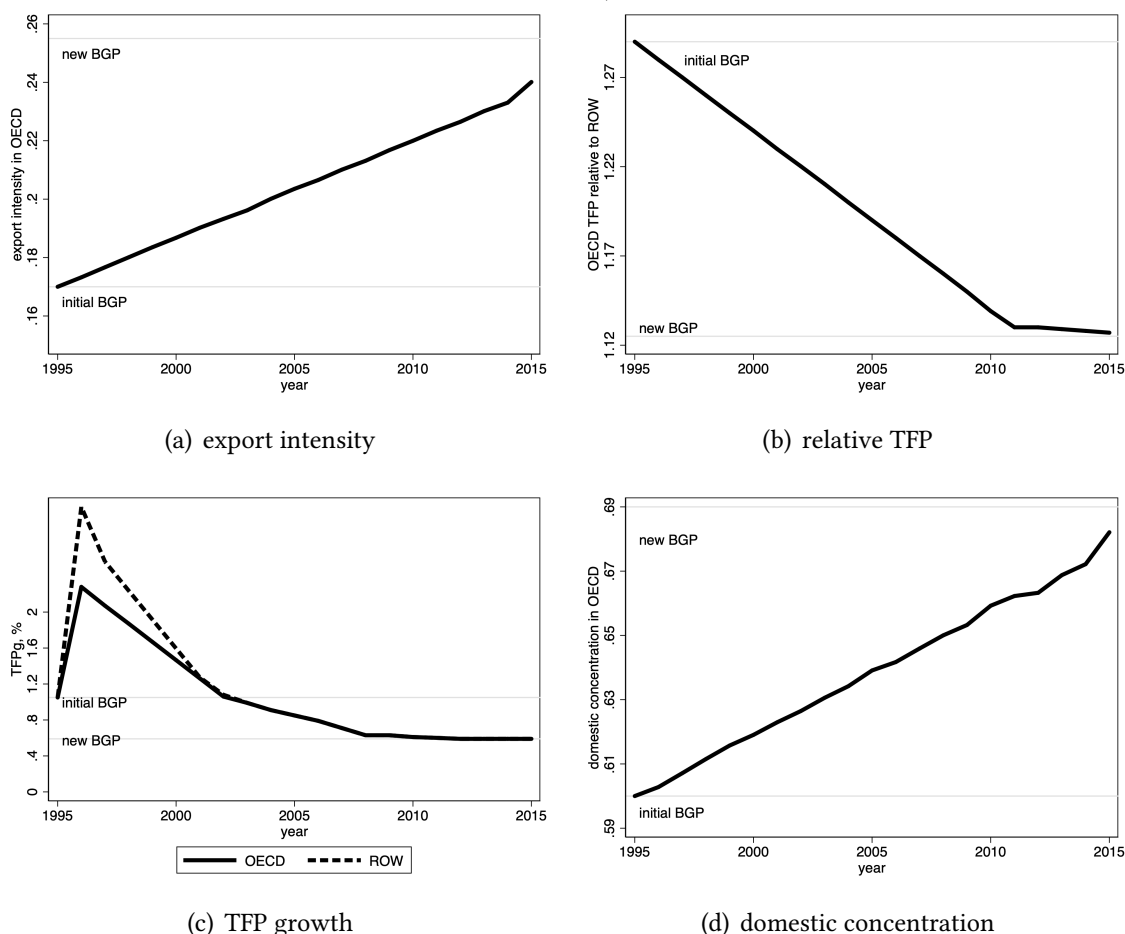 export intensity in OECD
.16 .18 .2 .22 .24 .26
new BGP
initial BGP
1995 2000 2005 2010 2015
year
(a) export intensity
OECD TFP relative to ROW
1.12 1.17 1.22 1.27
initial BGP
new BGP
1995 2000 2005 2010 2015
year
(b) relative TFP
TFPg, %
0 .4 .8 1.2 1.6 2
initial BGP
new BGP
1995 2000 2005 2010 2015
year
OECD ROW
(c) TFP growth
domestic concentration in OECD
.59 .61 .63 .65 .67 .69
new BGP
initial BGP
1995 2000 2005 2010 2015
year
(d) domestic concentration